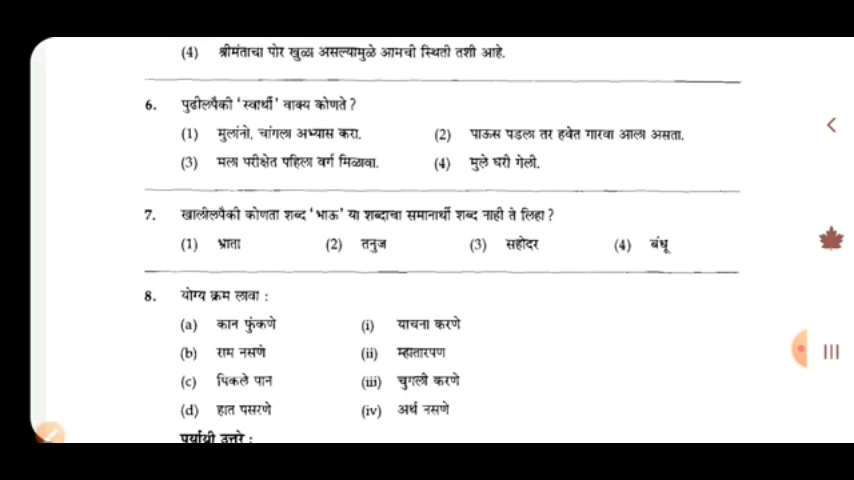 (4) श्रीमंताचा पोर खुळा असल्यामुळे आमची स्थिती तशी आहे.
6. पुढीलपैकी 'स्वार्थी' वाक्य कोणते ?
(1) मुलांनो, चांगला अभ्यास करा. (2) पाऊस पडला तर हवेत गारवा आला असता.
(3) मला परीक्षेत पहिला वर्ग मिळावा. (4) मुले घरी गेली.
7. खालीलपैकी कोणता शब्द 'भाऊ' या शब्दाचा समानार्थी शब्द नाही ते लिहा ?
(1) भ्राता (2) तनुज (3) सहोदर (4) बंधू
8. योग्य क्रम लावा :
(a) कान फुंकणे (i) याचना करणे
(b) राम नसणे (ii) म्हातारपण
(c) पिकले पान (iii) चुगली करणे
(d) हात पसरणे (iv) अर्थ नसणे
पर्यायी उत्तरे :